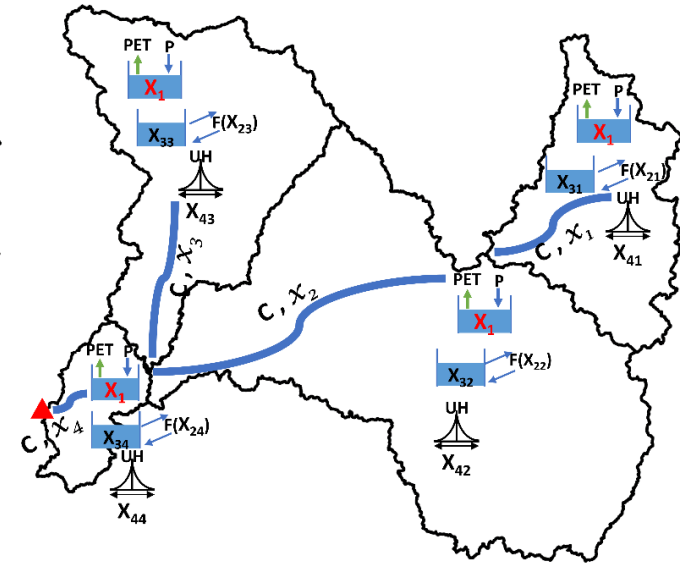 PET P
X₁
X₃₃
F(X₂₃)
UH
X₄₃
C, x₃
PET P
X₁
X₃₁
F(X₂₁)
UH
X₄₁
C, x₁
PET P
X₁
X₃₂
F(X₂₂)
UH
X₄₂
C, x₂
PET P
X₁
X₃₄
F(X₂₄)
UH
X₄₄
C, x₄